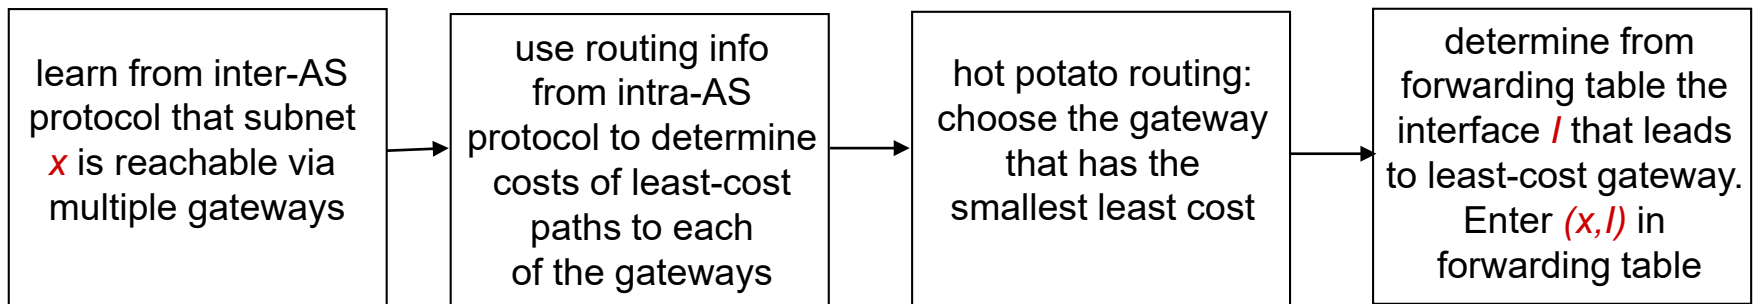 learn from inter-AS
protocol that subnet
x is reachable via
multiple gateways
use routing info
from intra-AS
protocol to determine
costs of least-cost
paths to each
of the gateways
hot potato routing:
choose the gateway
that has the
smallest least cost
determine from
forwarding table the
interface I that leads
to least-cost gateway.
Enter (x,I) in
forwarding table